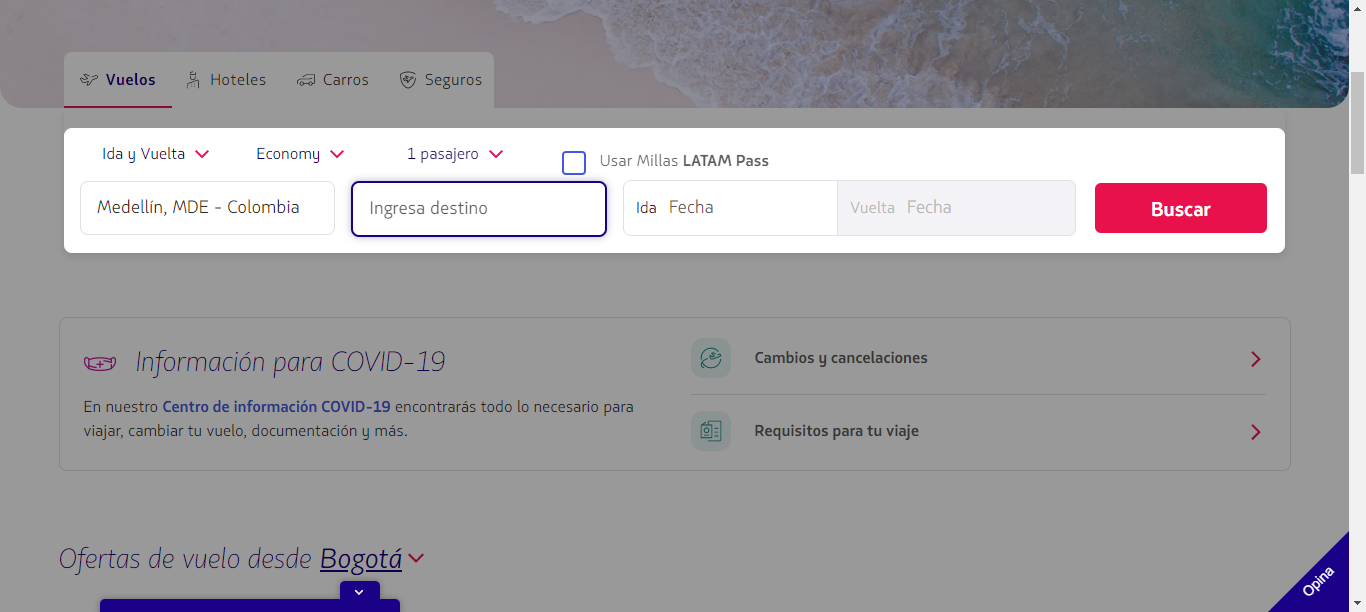 Vuelos Hoteles Carros Seguros
Ida y Vuelta Economy 1 pasajero Usar Millas LATAM Pass
Medellín, MDE - Colombia Ingresa destino Ida Fecha Vuelta Fecha Buscar
Información para COVID-19
En nuestro Centro de información COVID-19 encontrarás todo lo necesario para
viajar, cambiar tu vuelo, documentación y más.
Cambios y cancelaciones
Requisitos para tu viaje
Ofertas de vuelo desde Bogotá
Opina